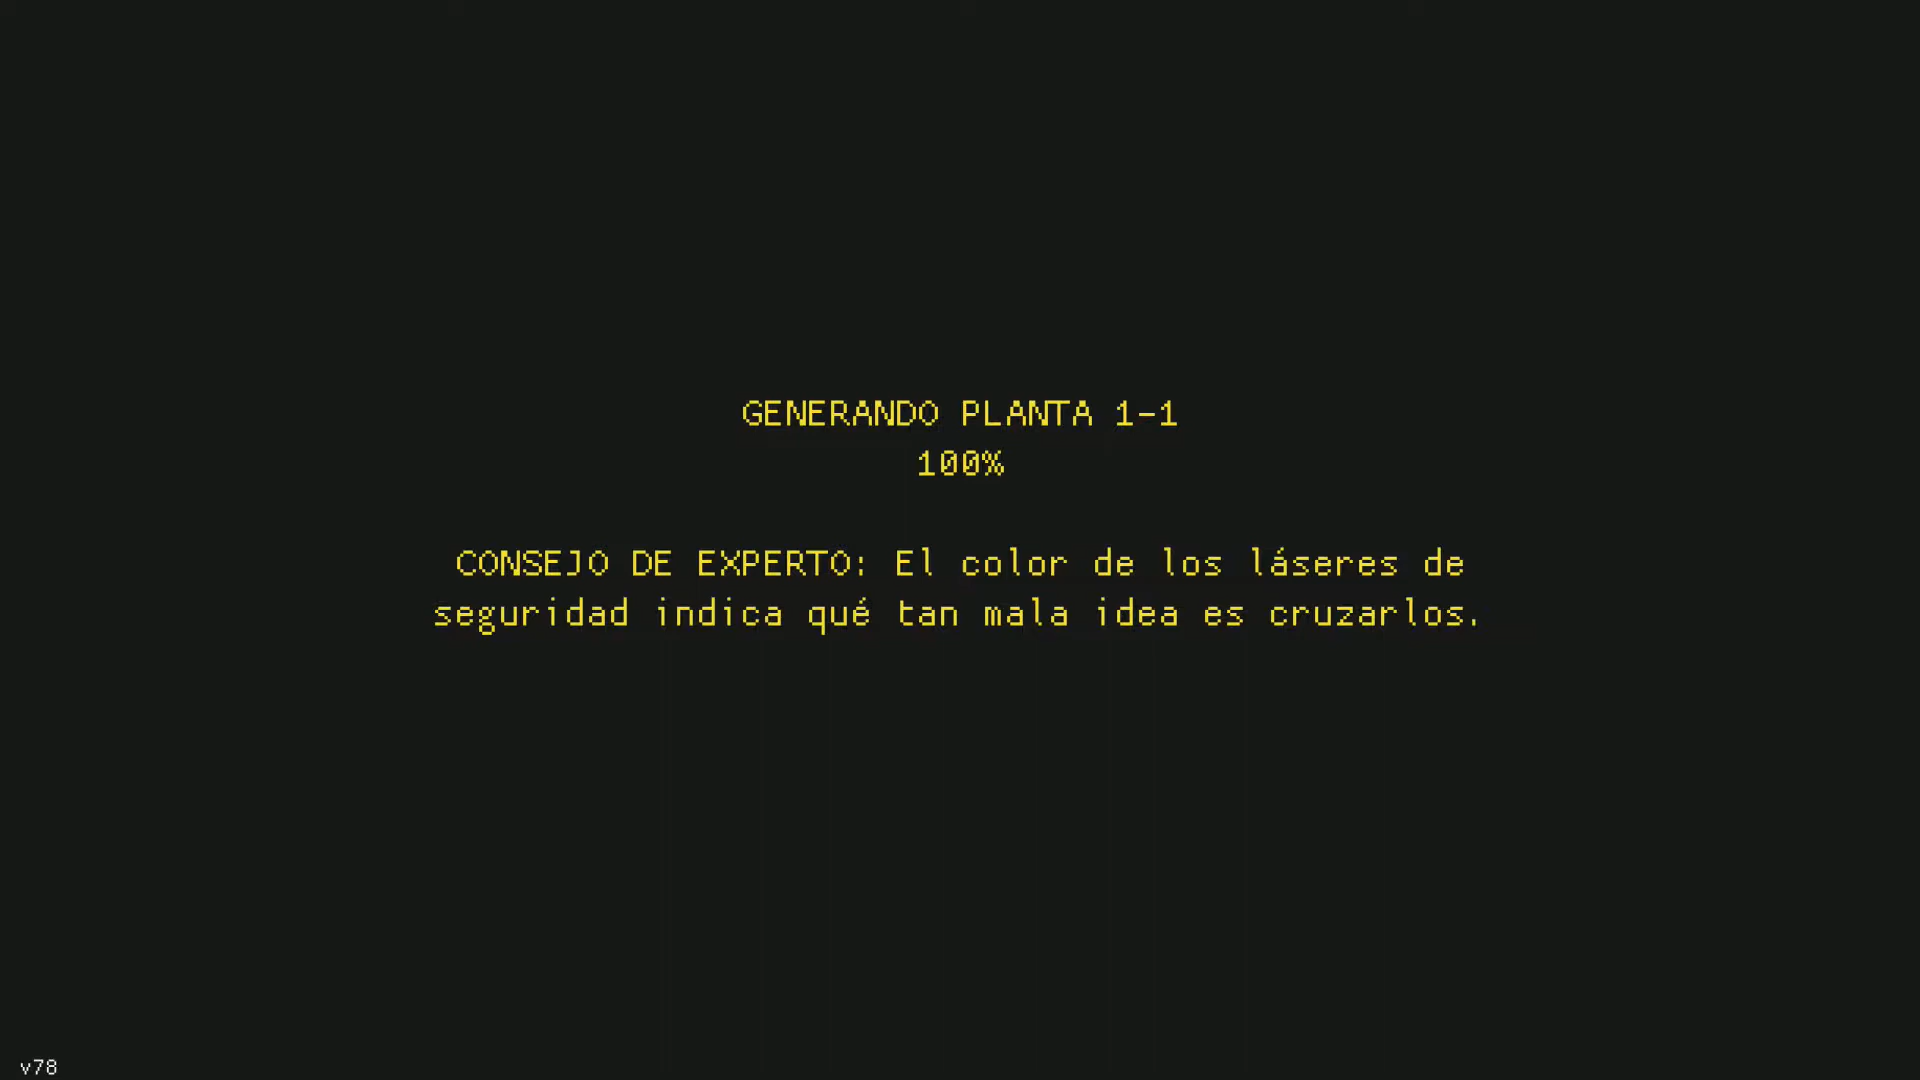 GENERANDO PLANTA 1-1
100%
CONSEJO DE EXPERTO: El color de los láseres de
seguridad indica qué tan mala idea es cruzarlos.
v78